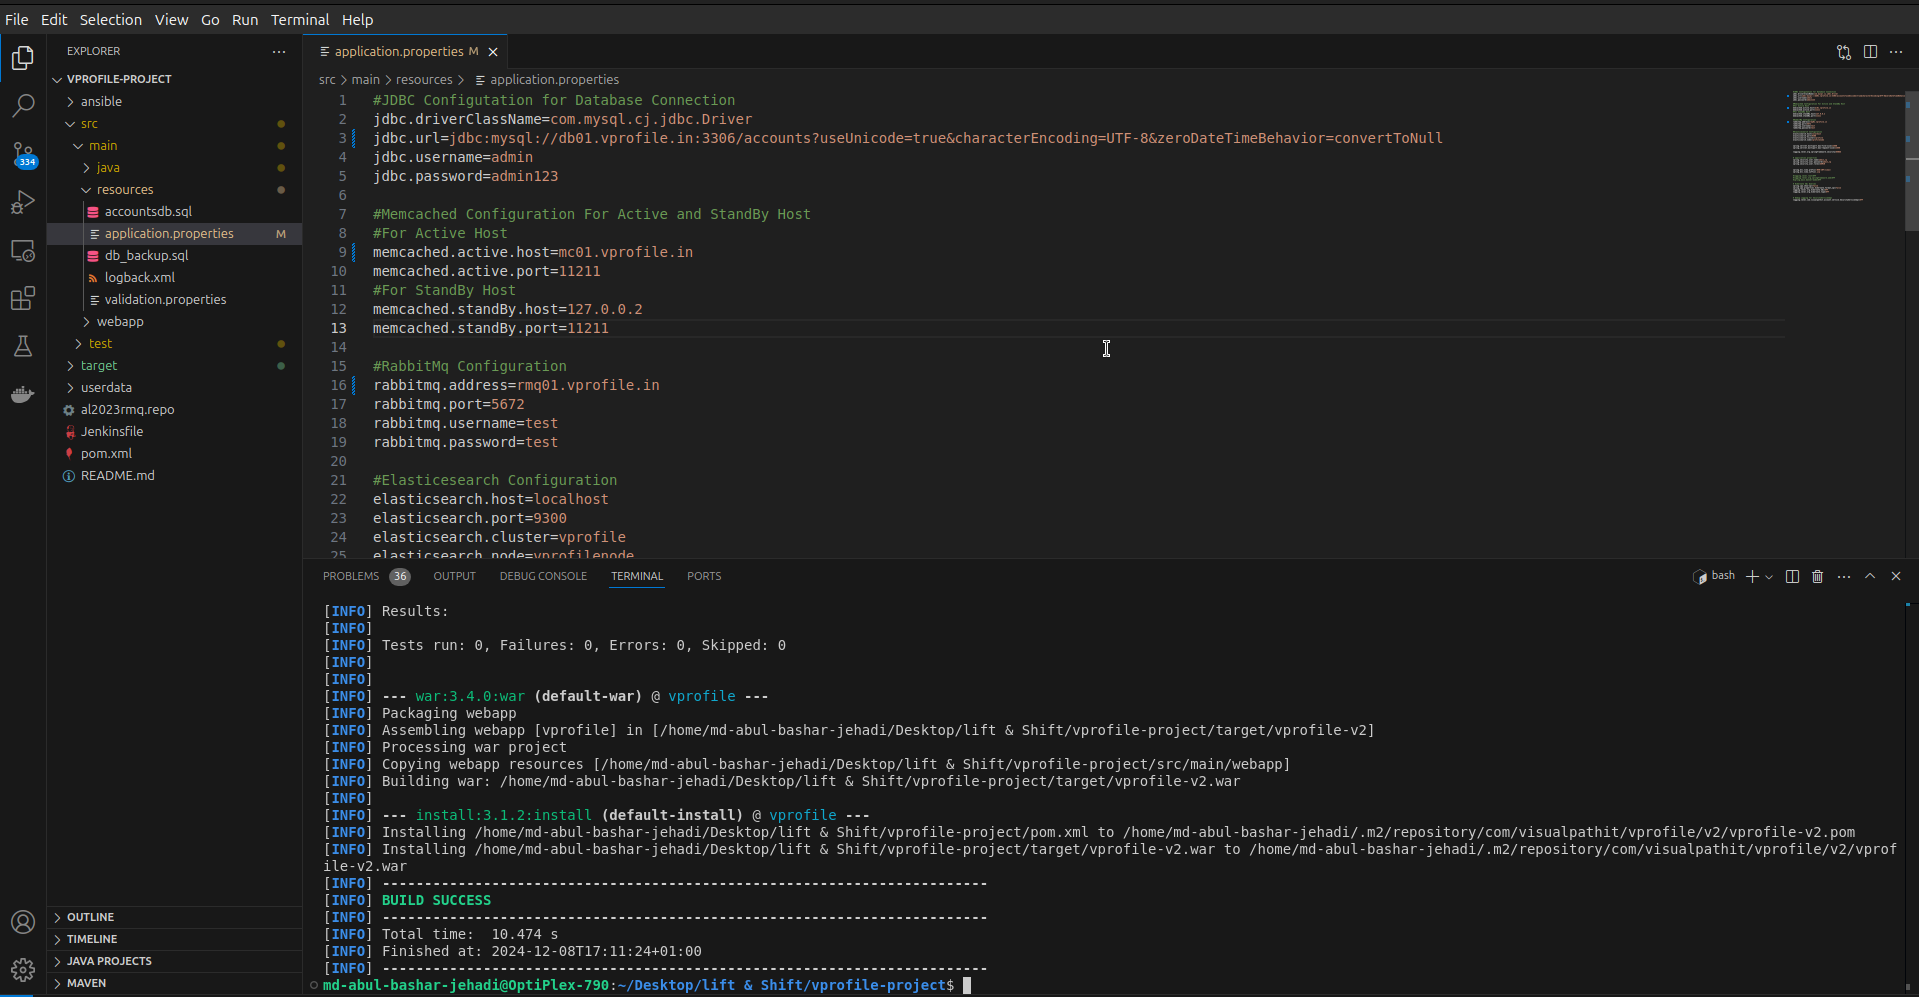 File Edit Selection View Go Run Terminal Help
EXPLORER
VPROFILE-PROJECT
ansible
src
main
java
resources
accountsdb.sql
application.properties M
db_backup.sql
logback.xml
validation.properties
webapp
test
target
userdata
al2023rmq.repo
Jenkinsfile
pom.xml
README.md
334
OUTLINE
TIMELINE
JAVA PROJECTS
MAVEN
application.properties M
src > main > resources > application.properties
1 #JDBC Configutation for Database Connection
2 jdbc.driverClassName=com.mysql.cj.jdbc.Driver
3 jdbc.url=jdbc:mysql://db01.vprofile.in:3306/accounts?useUnicode=true&characterEncoding=UTF-8&zeroDateTimeBehavior=convertToNull
4 jdbc.username=admin
5 jdbc.password=admin123
6
7 #Memcached Configuration For Active and StandBy Host
8 #For Active Host
9 memcached.active.host=mc01.vprofile.in
10 memcached.active.port=11211
11 #For StandBy Host
12 memcached.standBy.host=127.0.0.2
13 memcached.standBy.port=11211
14
15 #RabbitMq Configuration
16 rabbitmq.address=rmq01.vprofile.in
17 rabbitmq.port=5672
18 rabbitmq.username=test
19 rabbitmq.password=test
20
21 #Elasticesearch Configuration
22 elasticsearch.host=localhost
23 elasticsearch.port=9300
24 elasticsearch.cluster=vprofile
25 elasticsearch.node=vprofilenode
PROBLEMS 36 OUTPUT DEBUG CONSOLE TERMINAL PORTS
bash
[INFO] Results:
[INFO]
[INFO] Tests run: 0, Failures: 0, Errors: 0, Skipped: 0
[INFO]
[INFO]
[INFO] --- war:3.4.0:war (default-war) @ vprofile ---
[INFO] Packaging webapp
[INFO] Assembling webapp [vprofile] in [/home/md-abul-bashar-jehadi/Desktop/lift & Shift/vprofile-project/target/vprofile-v2]
[INFO] Processing war project
[INFO] Copying webapp resources [/home/md-abul-bashar-jehadi/Desktop/lift & Shift/vprofile-project/src/main/webapp]
[INFO] Building war: /home/md-abul-bashar-jehadi/Desktop/lift & Shift/vprofile-project/target/vprofile-v2.war
[INFO]
[INFO] --- install:3.1.2:install (default-install) @ vprofile ---
[INFO] Installing /home/md-abul-bashar-jehadi/Desktop/lift & Shift/vprofile-project/pom.xml to /home/md-abul-bashar-jehadi/.m2/repository/com/visualpathit/vprofile/v2/vprofile-v2.pom
[INFO] Installing /home/md-abul-bashar-jehadi/Desktop/lift & Shift/vprofile-project/target/vprofile-v2.war to /home/md-abul-bashar-jehadi/.m2/repository/com/visualpathit/vprofile/v2/vprof
ile-v2.war
[INFO] ------------------------------------------------------------------------
[INFO] BUILD SUCCESS
[INFO] ------------------------------------------------------------------------
[INFO] Total time:  10.474 s
[INFO] Finished at: 2024-12-08T17:11:24+01:00
[INFO] ------------------------------------------------------------------------
md-abul-bashar-jehadi@OptiPlex-790:~/Desktop/lift & Shift/vprofile-project$